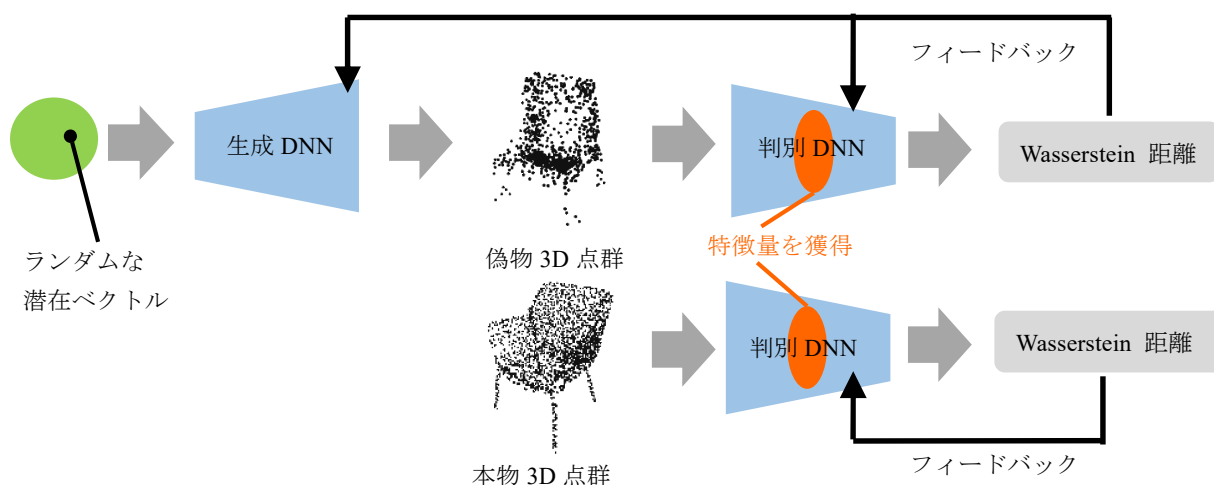 フィードバック
生成 DNN
判別 DNN
Wasserstein 距離
ランダムな
潜在ベクトル
偽物 3D 点群
特徴量を獲得
判別 DNN
Wasserstein 距離
本物 3D 点群
フィードバック